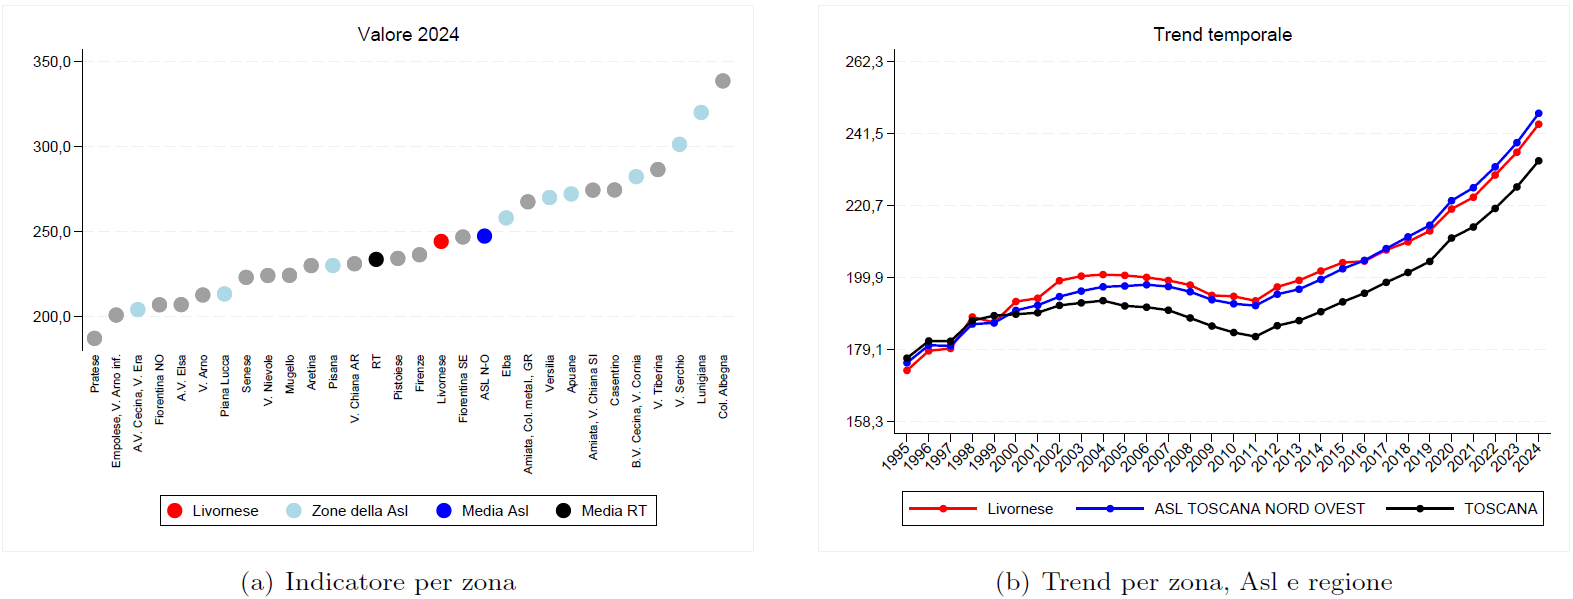 Valore 2024
350,0
300,0
250,0
200,0
Pratese
Empolese, V. Arno inf.
A.V. Cecina, V. Era
Fiorentina NO
A.V. Elsa
V. Arno
Piana Lucca
Senese
V. Nievole
Mugello
Aretina
Pisana
V. Chiana AR
RT
Pistoiese
Firenze
Livornese
Fiorentina SE
ASL N-O
Elba
Amiata, Col. metal., GR
Versilia
Apuane
Amiata, V. Chiana SI
Casentino
B.V. Cecina, V. Cornia
V. Tiberina
V. Serchio
Lunigiana
Col. Albegna
Livornese Zone della Asl Media Asl Media RT
(a) Indicatore per zona
Trend temporale
262,3
241,5
220,7
199,9
179,1
158,3
1995
1996
1997
1998
1999
2000
2001
2002
2003
2004
2005
2006
2007
2008
2009
2010
2011
2012
2013
2014
2015
2016
2017
2018
2019
2020
2021
2022
2023
2024
Livornese ASL TOSCANA NORD OVEST TOSCANA
(b) Trend per zona, Asl e regione